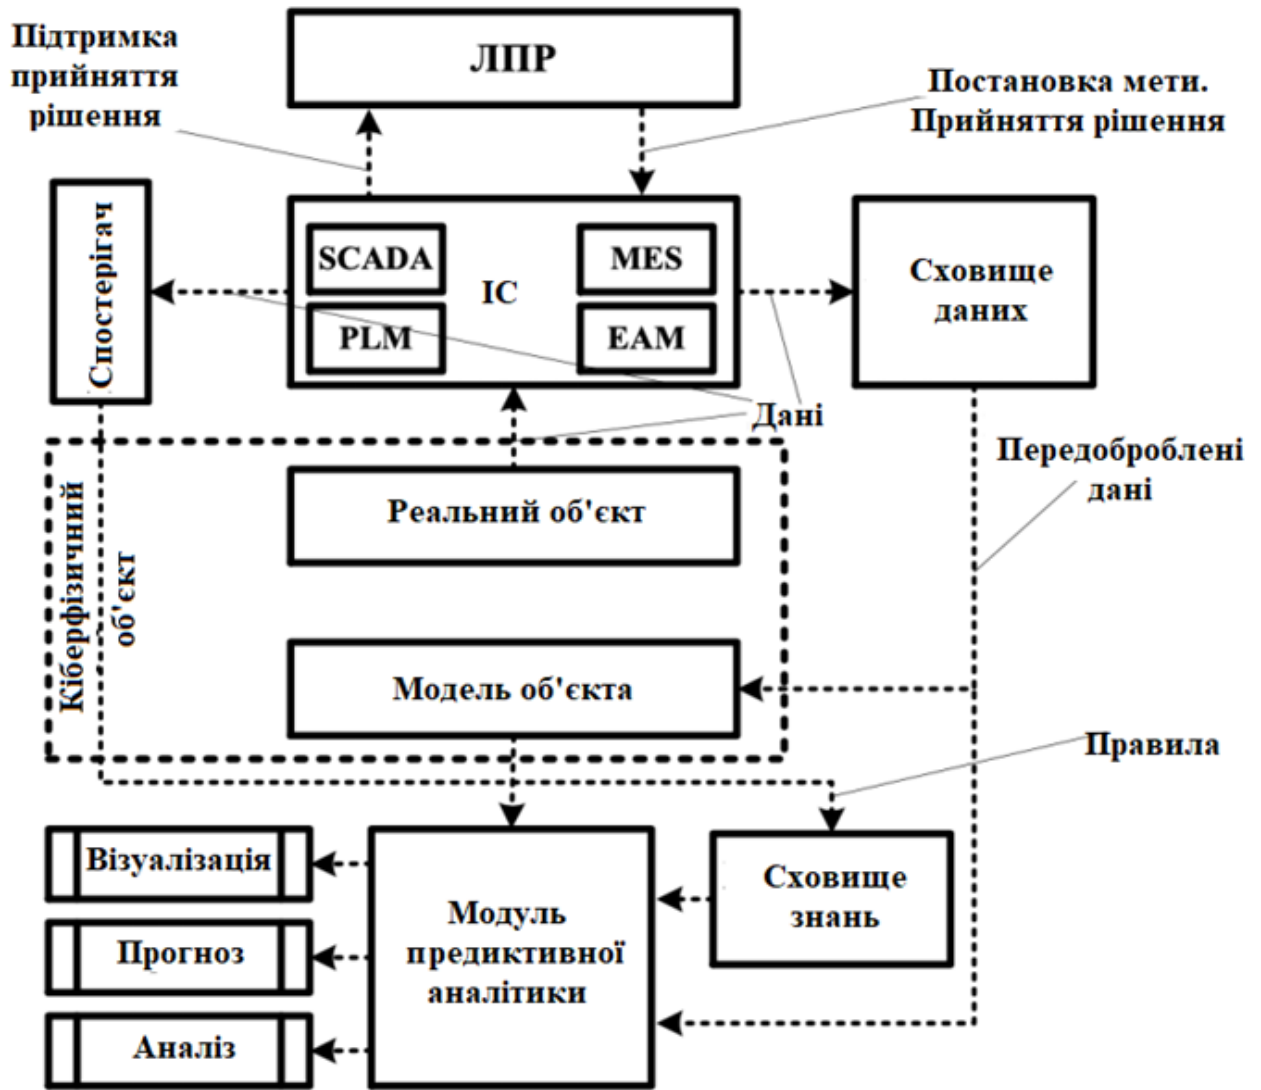 Підтримка
прийняття
рішення
ЛПР
Постановка мети.
Прийняття рішення
Спостерігач
SCADA
MES
ІС
PLM
EAM
Сховище
даних
Дані
Передоброблені
дані
Кіберфізичний
об'єкт
Реальний об'єкт
Модель об'єкта
Правила
Візуалізація
Прогноз
Аналіз
Модуль
предиктивної
аналітики
Сховище
знань